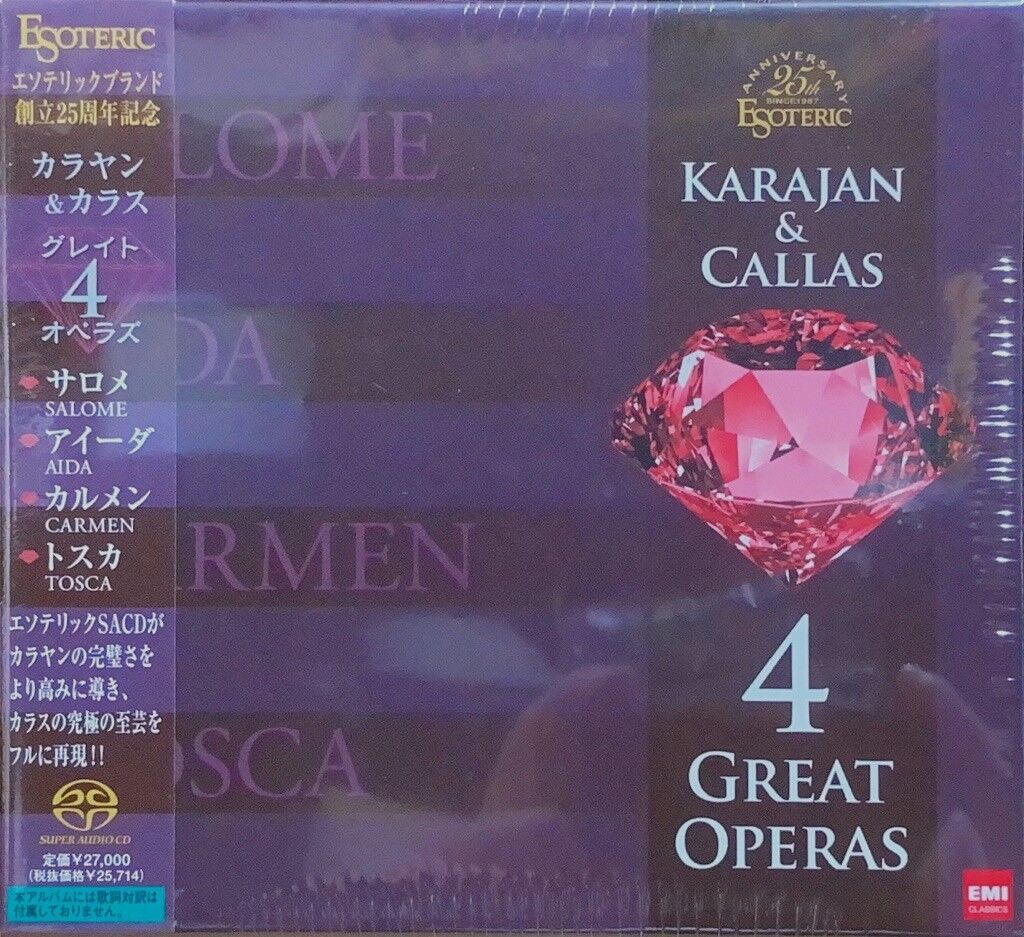 ESOTERIC
エソテリックブランド
創立25周年記念
カラヤン
&カラス
グレイト
4
オペラズ
サロメ
SALOME
アイーダ
AIDA
カルメン
CARMEN
トスカ
TOSCA
エソテリックSACDが
カラヤンの完璧さを
より高みに導き、
カラスの究極の至芸を
フルに再現!!
SUPER AUDIO CD
定価¥27,000
(税抜価格¥25,714)
本アルバムには歌詞対訳は
付属しておりません。
LOME
DA
RMEN
OSCA
ANNIVERSARY
25th
SINCE1987
ESOTERIC
KARAJAN
&
CALLAS
4
GREAT
OPERAS
EMI
CLASSICS